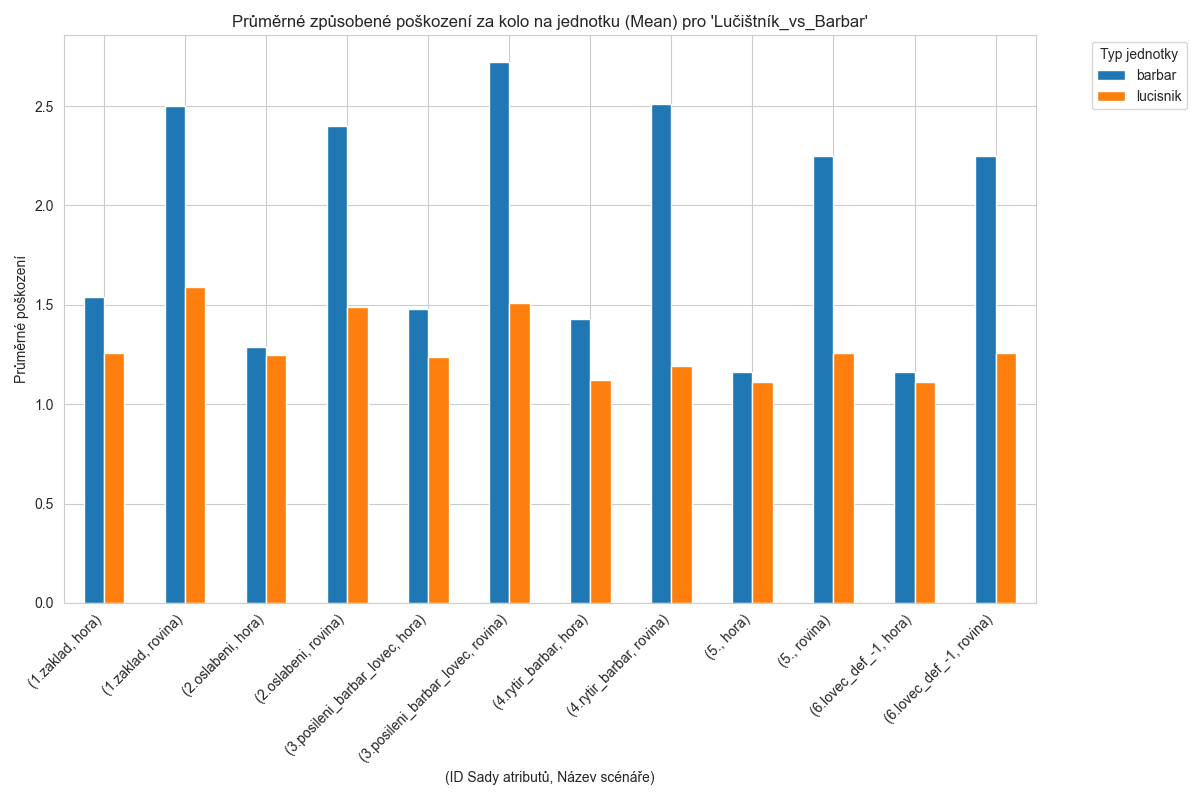 Průměrné způsobené poškození za kolo na jednotku (Mean) pro 'Lučištník_vs_Barbar'
Typ jednotky
barbar
lucisnik
Průměrné poškození
2.5
2.0
1.5
1.0
0.5
0.0
(1.zaklad, hora)
(1.zaklad, rovina)
(2.oslabeni, hora)
(2.oslabeni, rovina)
(3.posileni_barbar_lovec, hora)
(3.posileni_barbar_lovec, rovina)
(4.rytir_barbar, hora)
(4.rytir_barbar, rovina)
(5., hora)
(5., rovina)
(6.lovec_def_-1, hora)
(6.lovec_def_-1, rovina)
(ID Sady atributů, Název scénáře)